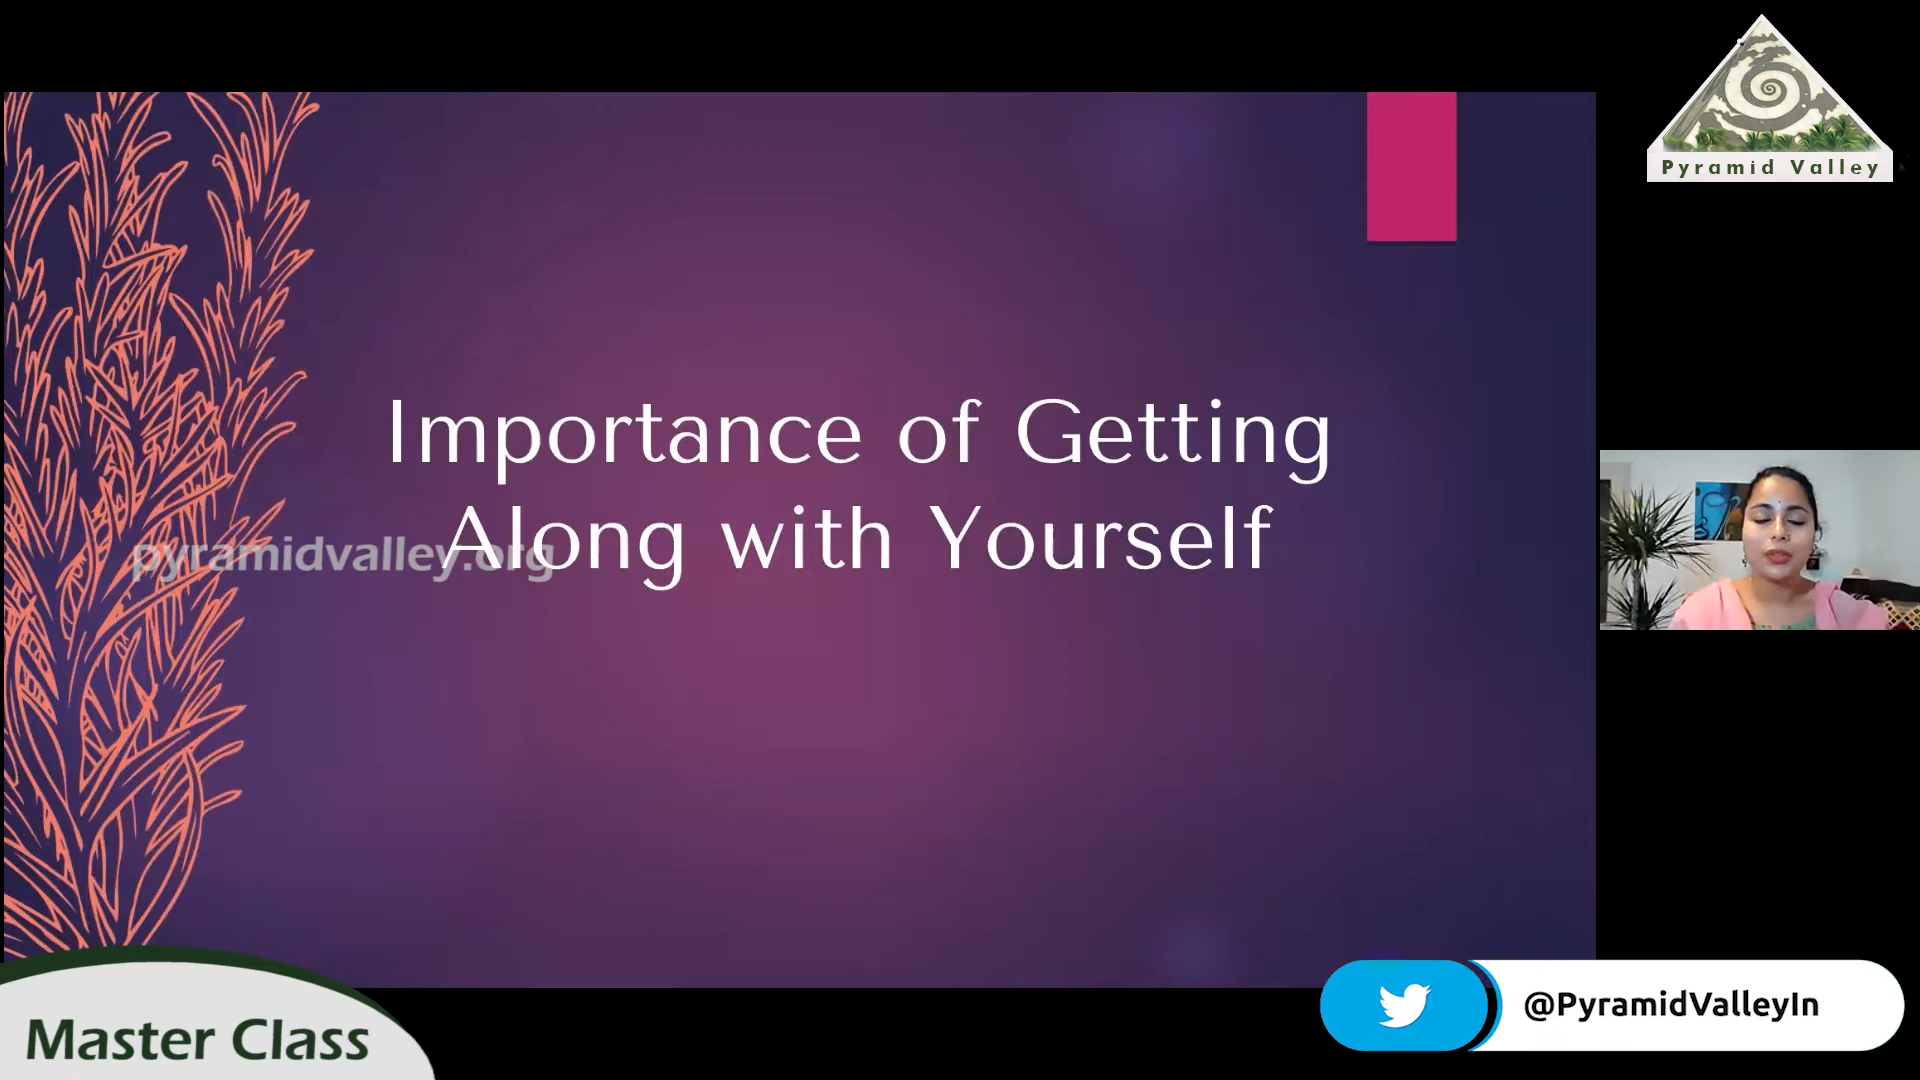 Pyramid Valley
Importance of Getting
Along with Yourself
pyramidvalley.org
@PyramidValleyIn
Master Class